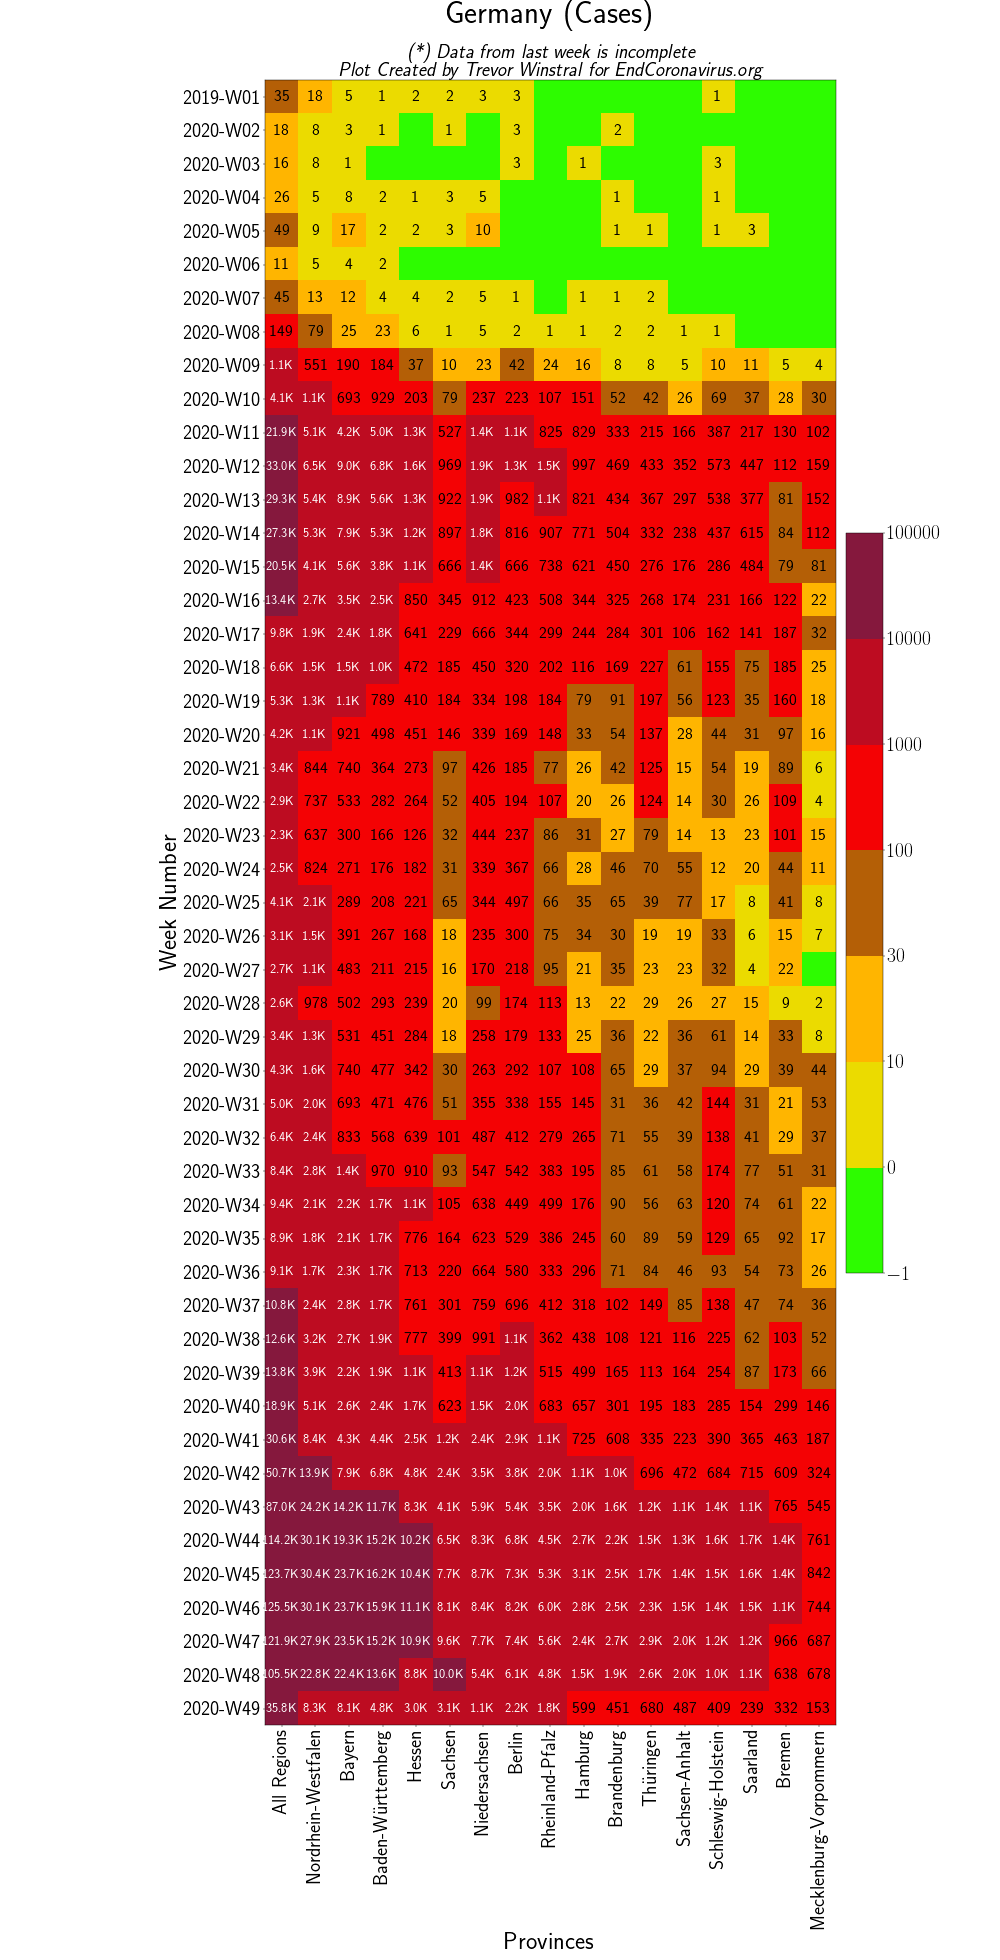 Germany (Cases)
(*) Data from last week is incomplete
Plot Created by Trevor Winstral for EndCoronavirus.org
2019-W01 35 18 5 1 2 2 3 3 1
2020-W02 18 8 3 1 1 3 2
2020-W03 16 8 1 3 1 3
2020-W04 26 5 8 2 1 3 5 1 1
2020-W05 49 9 17 2 2 3 10 1 1 1 3
2020-W06 11 5 4 2
2020-W07 45 13 12 4 4 2 5 1 1 1 2
2020-W08 149 79 25 23 6 1 5 2 1 1 2 2 1 1
2020-W09 1.1K 551 190 184 37 10 23 42 24 16 8 8 5 10 11 5 4
2020-W10 4.1K 1.1K 693 929 203 79 237 223 107 151 52 42 26 69 37 28 30
2020-W11 21.9K 5.1K 4.2K 5.0K 1.3K 527 1.4K 1.1K 825 829 333 215 166 387 217 130 102
2020-W12 33.0K 6.5K 9.0K 6.8K 1.6K 969 1.9K 1.3K 1.5K 997 469 433 352 573 447 112 159
2020-W13 29.3K 5.4K 8.9K 5.6K 1.3K 922 1.9K 982 1.1K 821 434 367 297 538 377 81 152
2020-W14 27.3K 5.3K 7.9K 5.3K 1.2K 897 1.8K 816 907 771 504 332 238 437 615 84 112
2020-W15 20.5K 4.1K 5.6K 3.8K 1.1K 666 1.4K 666 738 621 450 276 176 286 484 79 81
2020-W16 13.4K 2.7K 3.5K 2.5K 850 345 912 423 508 344 325 268 174 231 166 122 22
2020-W17 9.8K 1.9K 2.4K 1.8K 641 229 666 344 299 244 284 301 106 162 141 187 32
2020-W18 6.6K 1.5K 1.5K 1.0K 472 185 450 320 202 116 169 227 61 155 75 185 25
2020-W19 5.3K 1.3K 1.1K 789 410 184 334 198 184 79 91 197 56 123 35 160 18
2020-W20 4.2K 1.1K 921 498 451 146 339 169 148 33 54 137 28 44 31 97 16
2020-W21 3.4K 844 740 364 273 97 426 185 77 26 42 125 15 54 19 89 6
2020-W22 2.9K 737 533 282 264 52 405 194 107 20 26 124 14 30 26 109 4
2020-W23 2.3K 637 300 166 126 32 444 237 86 31 27 79 14 13 23 101 15
2020-W24 2.5K 824 271 176 182 31 339 367 66 28 46 70 55 12 20 44 11
2020-W25 4.1K 2.1K 289 208 221 65 344 497 66 35 65 39 77 17 8 41 8
2020-W26 3.1K 1.5K 391 267 168 18 235 300 75 34 30 19 19 33 6 15 7
2020-W27 2.7K 1.1K 483 211 215 16 170 218 95 21 35 23 23 32 4 22
2020-W28 2.6K 978 502 293 239 20 99 174 113 13 22 29 26 27 15 9 2
2020-W29 3.4K 1.3K 531 451 284 18 258 179 133 25 36 22 36 61 14 33 8
2020-W30 4.3K 1.6K 740 477 342 30 263 292 107 108 65 29 37 94 29 39 44
2020-W31 5.0K 2.0K 693 471 476 51 355 338 155 145 31 36 42 144 31 21 53
2020-W32 6.4K 2.4K 833 568 639 101 487 412 279 265 71 55 39 138 41 29 37
2020-W33 8.4K 2.8K 1.4K 970 910 93 547 542 383 195 85 61 58 174 77 51 31
2020-W34 9.4K 2.1K 2.2K 1.7K 1.1K 105 638 449 499 176 90 56 63 120 74 61 22
2020-W35 8.9K 1.8K 2.1K 1.7K 776 164 623 529 386 245 60 89 59 129 65 92 17
2020-W36 9.1K 1.7K 2.3K 1.7K 713 220 664 580 333 296 71 84 46 93 54 73 26
2020-W37 10.8K 2.4K 2.8K 1.7K 761 301 759 696 412 318 102 149 85 138 47 74 36
2020-W38 12.6K 3.2K 2.7K 1.9K 777 399 991 1.1K 362 438 108 121 116 225 62 103 52
2020-W39 13.8K 3.9K 2.2K 1.9K 1.1K 413 1.1K 1.2K 515 499 165 113 164 254 87 173 66
2020-W40 18.9K 5.1K 2.6K 2.4K 1.7K 623 1.5K 2.0K 683 657 301 195 183 285 154 299 146
2020-W41 30.6K 8.4K 4.3K 4.4K 2.5K 1.2K 2.4K 2.9K 1.1K 725 608 335 223 390 365 463 187
2020-W42 50.7K 13.9K 7.9K 6.8K 4.8K 2.4K 3.5K 3.8K 2.0K 1.1K 1.0K 696 472 684 715 609 324
2020-W43 87.0K 24.2K 14.2K 11.7K 8.3K 4.1K 5.9K 5.4K 3.5K 2.0K 1.6K 1.2K 1.1K 1.4K 1.1K 765 545
2020-W44 114.2K 30.1K 19.3K 15.2K 10.2K 6.5K 8.3K 6.8K 4.5K 2.7K 2.2K 1.5K 1.3K 1.6K 1.7K 1.4K 761
2020-W45 123.7K 30.4K 23.7K 16.2K 10.4K 7.7K 8.7K 7.3K 5.3K 3.1K 2.5K 1.7K 1.4K 1.5K 1.6K 1.4K 842
2020-W46 125.5K 30.1K 23.7K 15.9K 11.1K 8.1K 8.4K 8.2K 6.0K 2.8K 2.5K 2.3K 1.5K 1.4K 1.5K 1.1K 744
2020-W47 121.9K 27.9K 23.5K 15.2K 10.9K 9.6K 7.7K 7.4K 5.6K 2.4K 2.7K 2.9K 2.0K 1.2K 1.2K 966 687
2020-W48 105.5K 22.8K 22.4K 13.6K 8.8K 10.0K 5.4K 6.1K 4.8K 1.5K 1.9K 2.6K 2.0K 1.0K 1.1K 638 678
2020-W49 35.8K 8.3K 8.1K 4.8K 3.0K 3.1K 1.1K 2.2K 1.8K 599 451 680 487 409 239 332 153
Week Number
All Regions
Nordrhein-Westfalen
Bayern
Baden-Württemberg
Hessen
Sachsen
Niedersachsen
Berlin
Rheinland-Pfalz
Hamburg
Brandenburg
Thüringen
Sachsen-Anhalt
Schleswig-Holstein
Saarland
Bremen
Mecklenburg-Vorpommern
Provinces
100000
10000
1000
100
30
10
0
−1